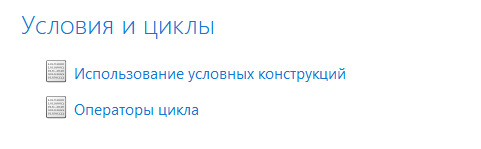 Условия и циклы
Использование условных конструкций
Операторы цикла